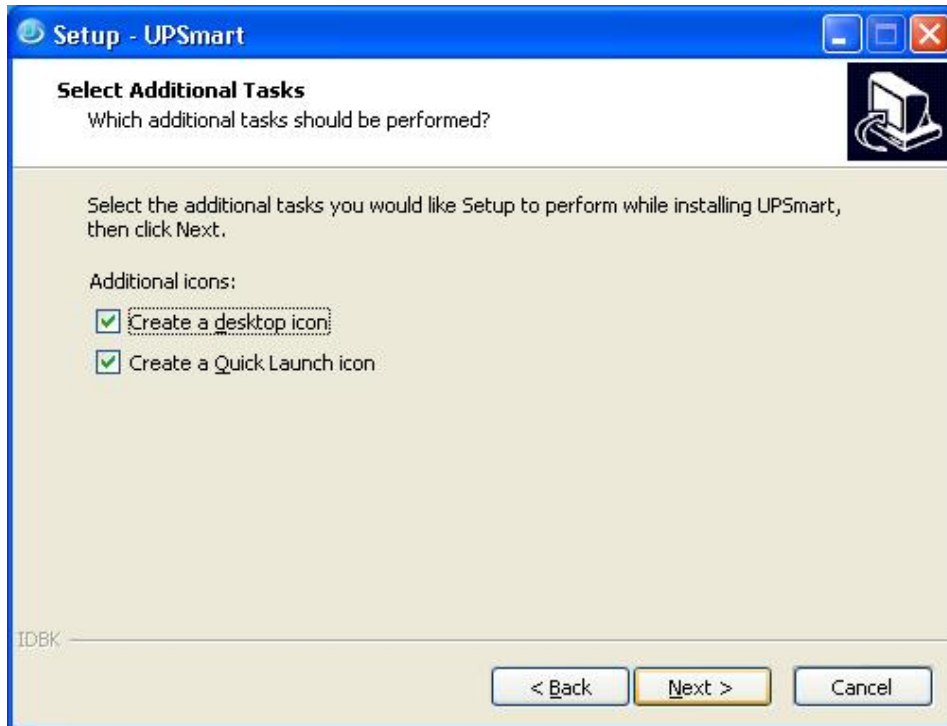 Setup - UPSmart
Select Additional Tasks
Which additional tasks should be performed?
Select the additional tasks you would like Setup to perform while installing UPSmart,
then click Next.
Additional icons:
Create a desktop icon
Create a Quick Launch icon
IDBK
< Back Next > Cancel